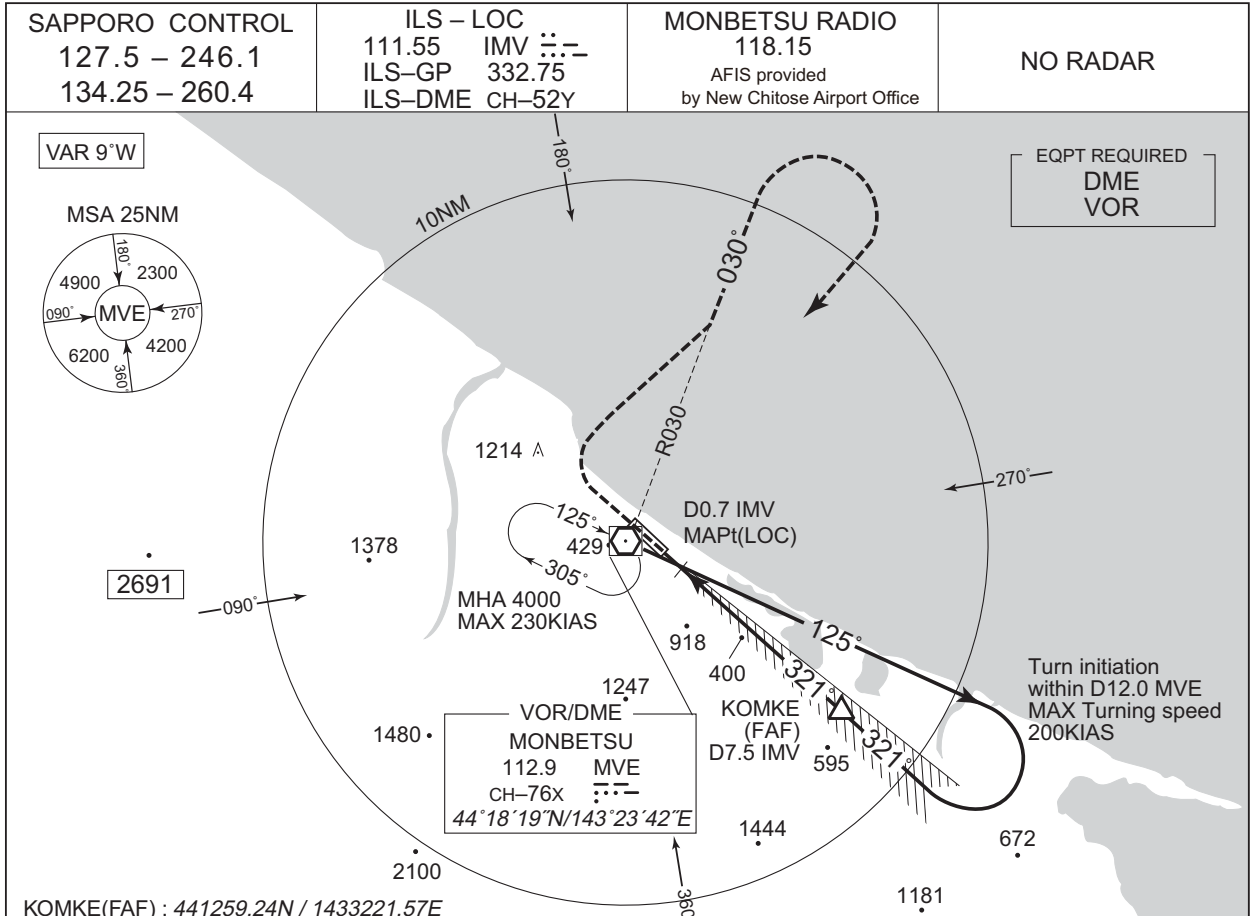 SAPPORO CONTROL
127.5 – 246.1
134.25 – 260.4
ILS – LOC
111.55 IMV
ILS–GP 332.75
ILS–DME CH–52Y
MONBETSU RADIO
118.15
AFIS provided
by New Chitose Airport Office
NO RADAR
VAR 9°W
EQPT REQUIRED
DME
VOR
MSA 25NM
180°
4900
2300
090°
MVE
270°
6200
4200
360°
180°
10NM
030°
R030
270°
1214
D0.7 IMV
MAPt(LOC)
125°
429
305°
1378
2691
090°
MHA 4000
MAX 230KIAS
918
400
125°
321°
Turn initiation
within D12.0 MVE
MAX Turning speed
200KIAS
1247
KOMKE
(FAF)
D7.5 IMV
321°
595
1480
VOR/DME
MONBETSU
112.9 MVE
CH–76X
44°18´19˝N/143°23´42˝E
1444
672
2100
360°
1181
KOMKE(FAF) : 441259.24N / 1433221.57E